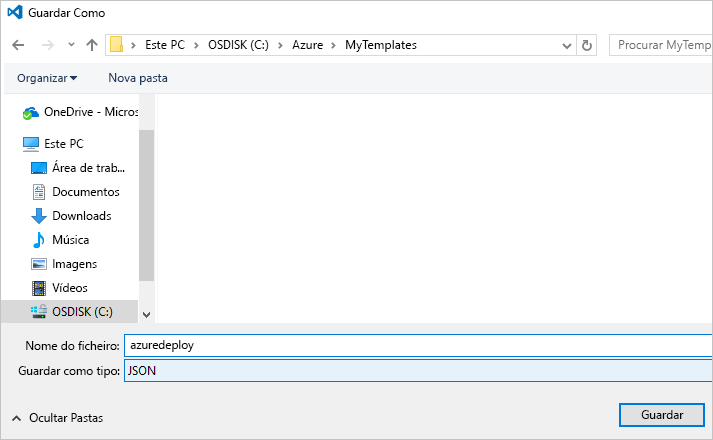 Guardar Como
Este PC > OSDISK (C:) > Azure > MyTemplates
Procurar MyTemp
Organizar
Nova pasta
OneDrive - Micros
Este PC
Área de trab...
Documentos
Downloads
Música
Imagens
Vídeos
OSDISK (C:)
Nome do ficheiro: azuredeploy
Guardar como tipo: JSON
Ocultar Pastas
Guardar